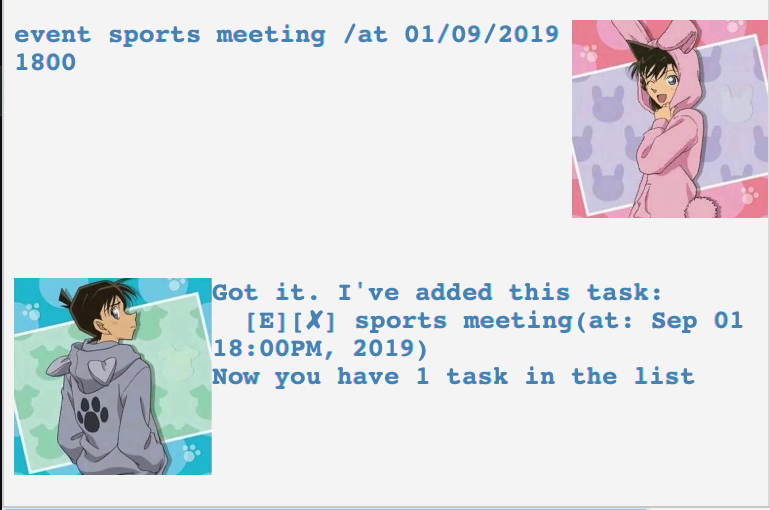 event sports meeting /at 01/09/2019
1800
Got it. I've added this task:
[E][✘] sports meeting(at: Sep 01
18:00PM, 2019)
Now you have 1 task in the list